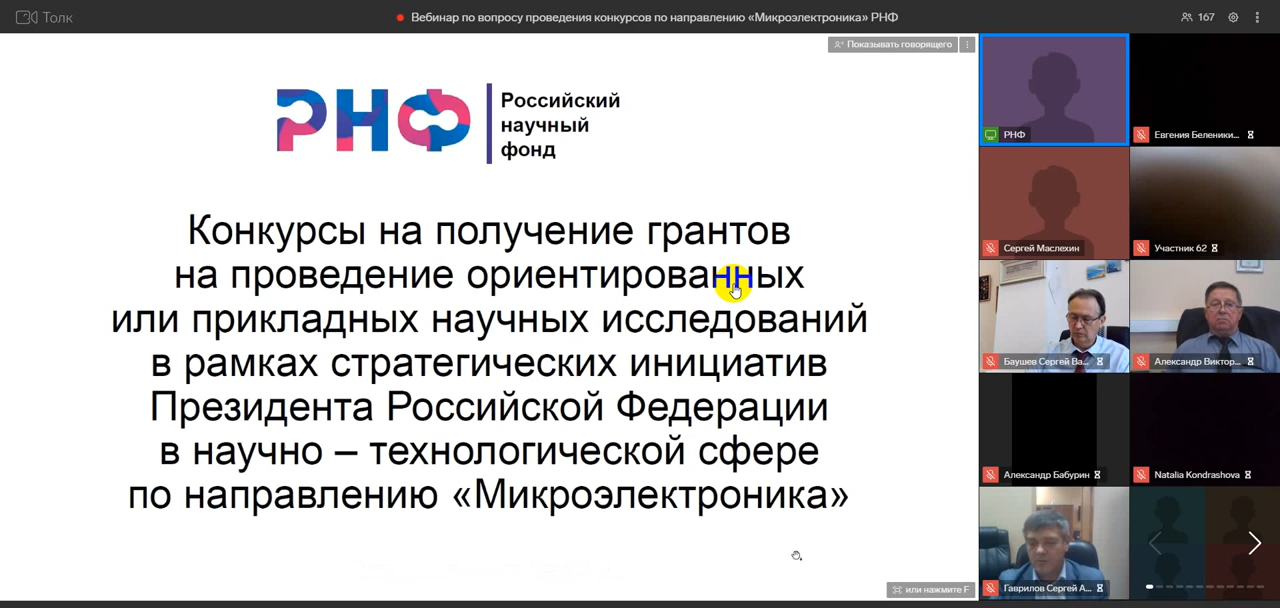 Толк
Вебинар по вопросу проведения конкурсов по направлению «Микроэлектроника» РНФ
167
Показывать говорящего
РНФ
Российский
научный
фонд
Конкурсы на получение грантов
на проведение ориентированных
или прикладных научных исследований
в рамках стратегических инициатив
Президента Российской Федерации
в научно – технологической сфере
по направлению «Микроэлектроника»
или нажмите F
РНФ
Евгения Беленики...
Сергей Маслехин
Участник 62
Баушев Сергей Ва...
Александр Виктор...
Александр Бабурин
Natalia Kondrashova
Гаврилов Сергей А...